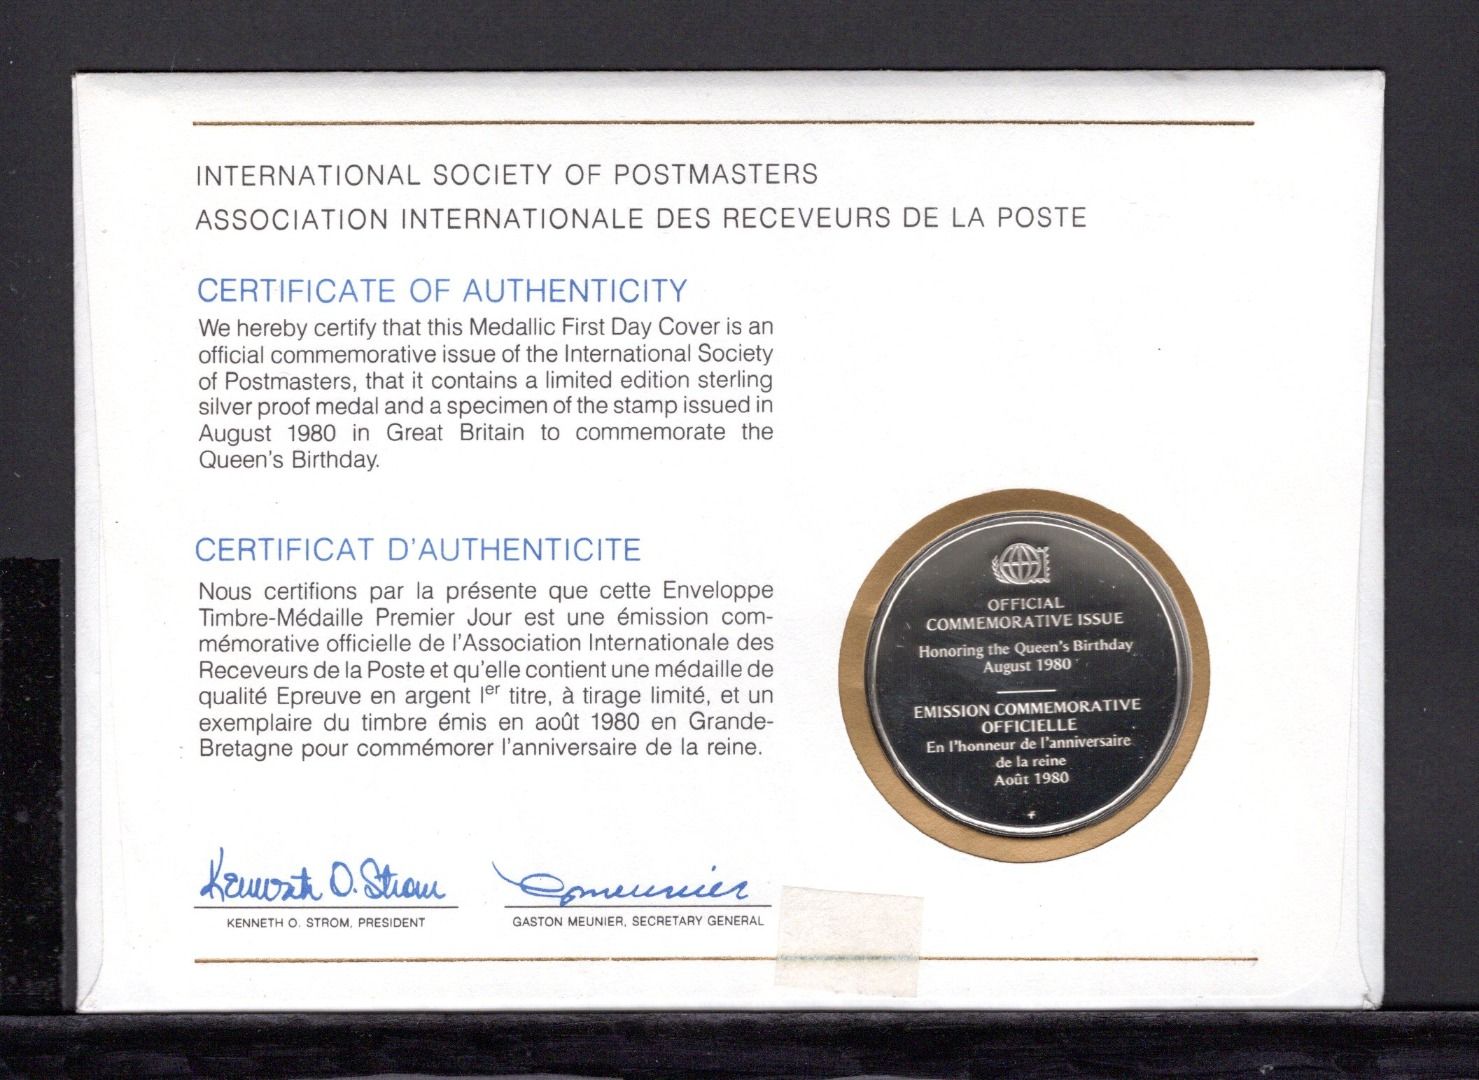 INTERNATIONAL SOCIETY OF POSTMASTERS
ASSOCIATION INTERNATIONALE DES RECEVEURS DE LA POSTE
CERTIFICATE OF AUTHENTICITY
We hereby certify that this Medallic First Day Cover is an
official commemorative issue of the International Society
of Postmasters, that it contains a limited edition sterling
silver proof medal and a specimen of the stamp issued in
August 1980 in Great Britain to commemorate the
Queen's Birthday.
CERTIFICAT D'AUTHENTICITE
Nous certifions par la présente que cette Enveloppe
Timbre-Médaille Premier Jour est une émission com-
mémorative officielle de l'Association Internationale des
Receveurs de la Poste et qu'elle contient une médaille de
qualité Epreuve en argent Ier titre, à tirage limité, et un
exemplaire du timbre émis en août 1980 en Grande-
Bretagne pour commémorer l'anniversaire de la reine.
Kenneth O. Strom
KENNETH O. STROM, PRESIDENT
Gmeunier
GASTON MEUNIER, SECRETARY GENERAL
OFFICIAL
COMMEMORATIVE ISSUE
Honoring the Queen's Birthday
August 1980
EMISSION COMMEMORATIVE
OFFICIELLE
En l'honneur de l'anniversaire
de la reine
Août 1980